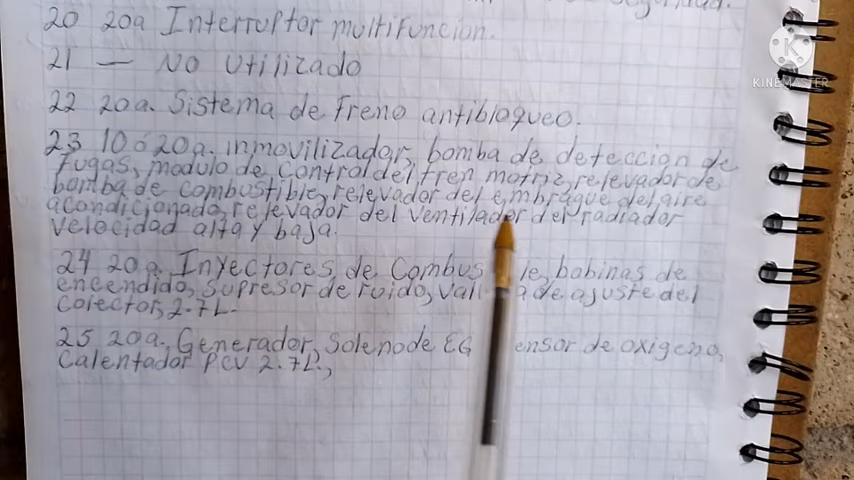 seguridad.
20 20a Interruptor multifuncion.
21 — No utilizado
22 20a. Sistema de freno antibloqueo.
23 10 ó 20a. inmovilizador, bomba de deteccion de
fugas, modulo de control del tren motriz, relevador de
bomba de combustible, relevador del embrague del aire
acondicionado, relevador del ventilador del radiador
velocidad alta y baja.
24 20a. Inyectores de Combus le, bobinas de
encendido, supresor de ruido, val a de ajuste del
colector, 2.7L.
25 20a. Generador, Solenode EG ensor de oxigeno,
Calentador PCV 2.7L.,
KINEMASTER